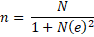 n = N / 1 + N(e)²